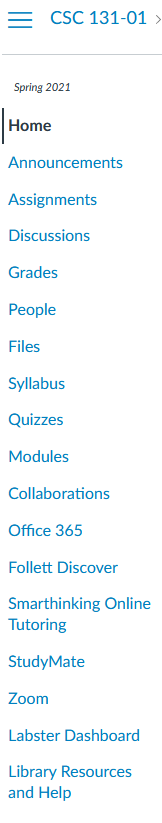 CSC 131-01 >
Spring 2021
Home
Announcements
Assignments
Discussions
Grades
People
Files
Syllabus
Quizzes
Modules
Collaborations
Office 365
Follett Discover
Smarthinking Online
Tutoring
StudyMate
Zoom
Labster Dashboard
Library Resources
and Help